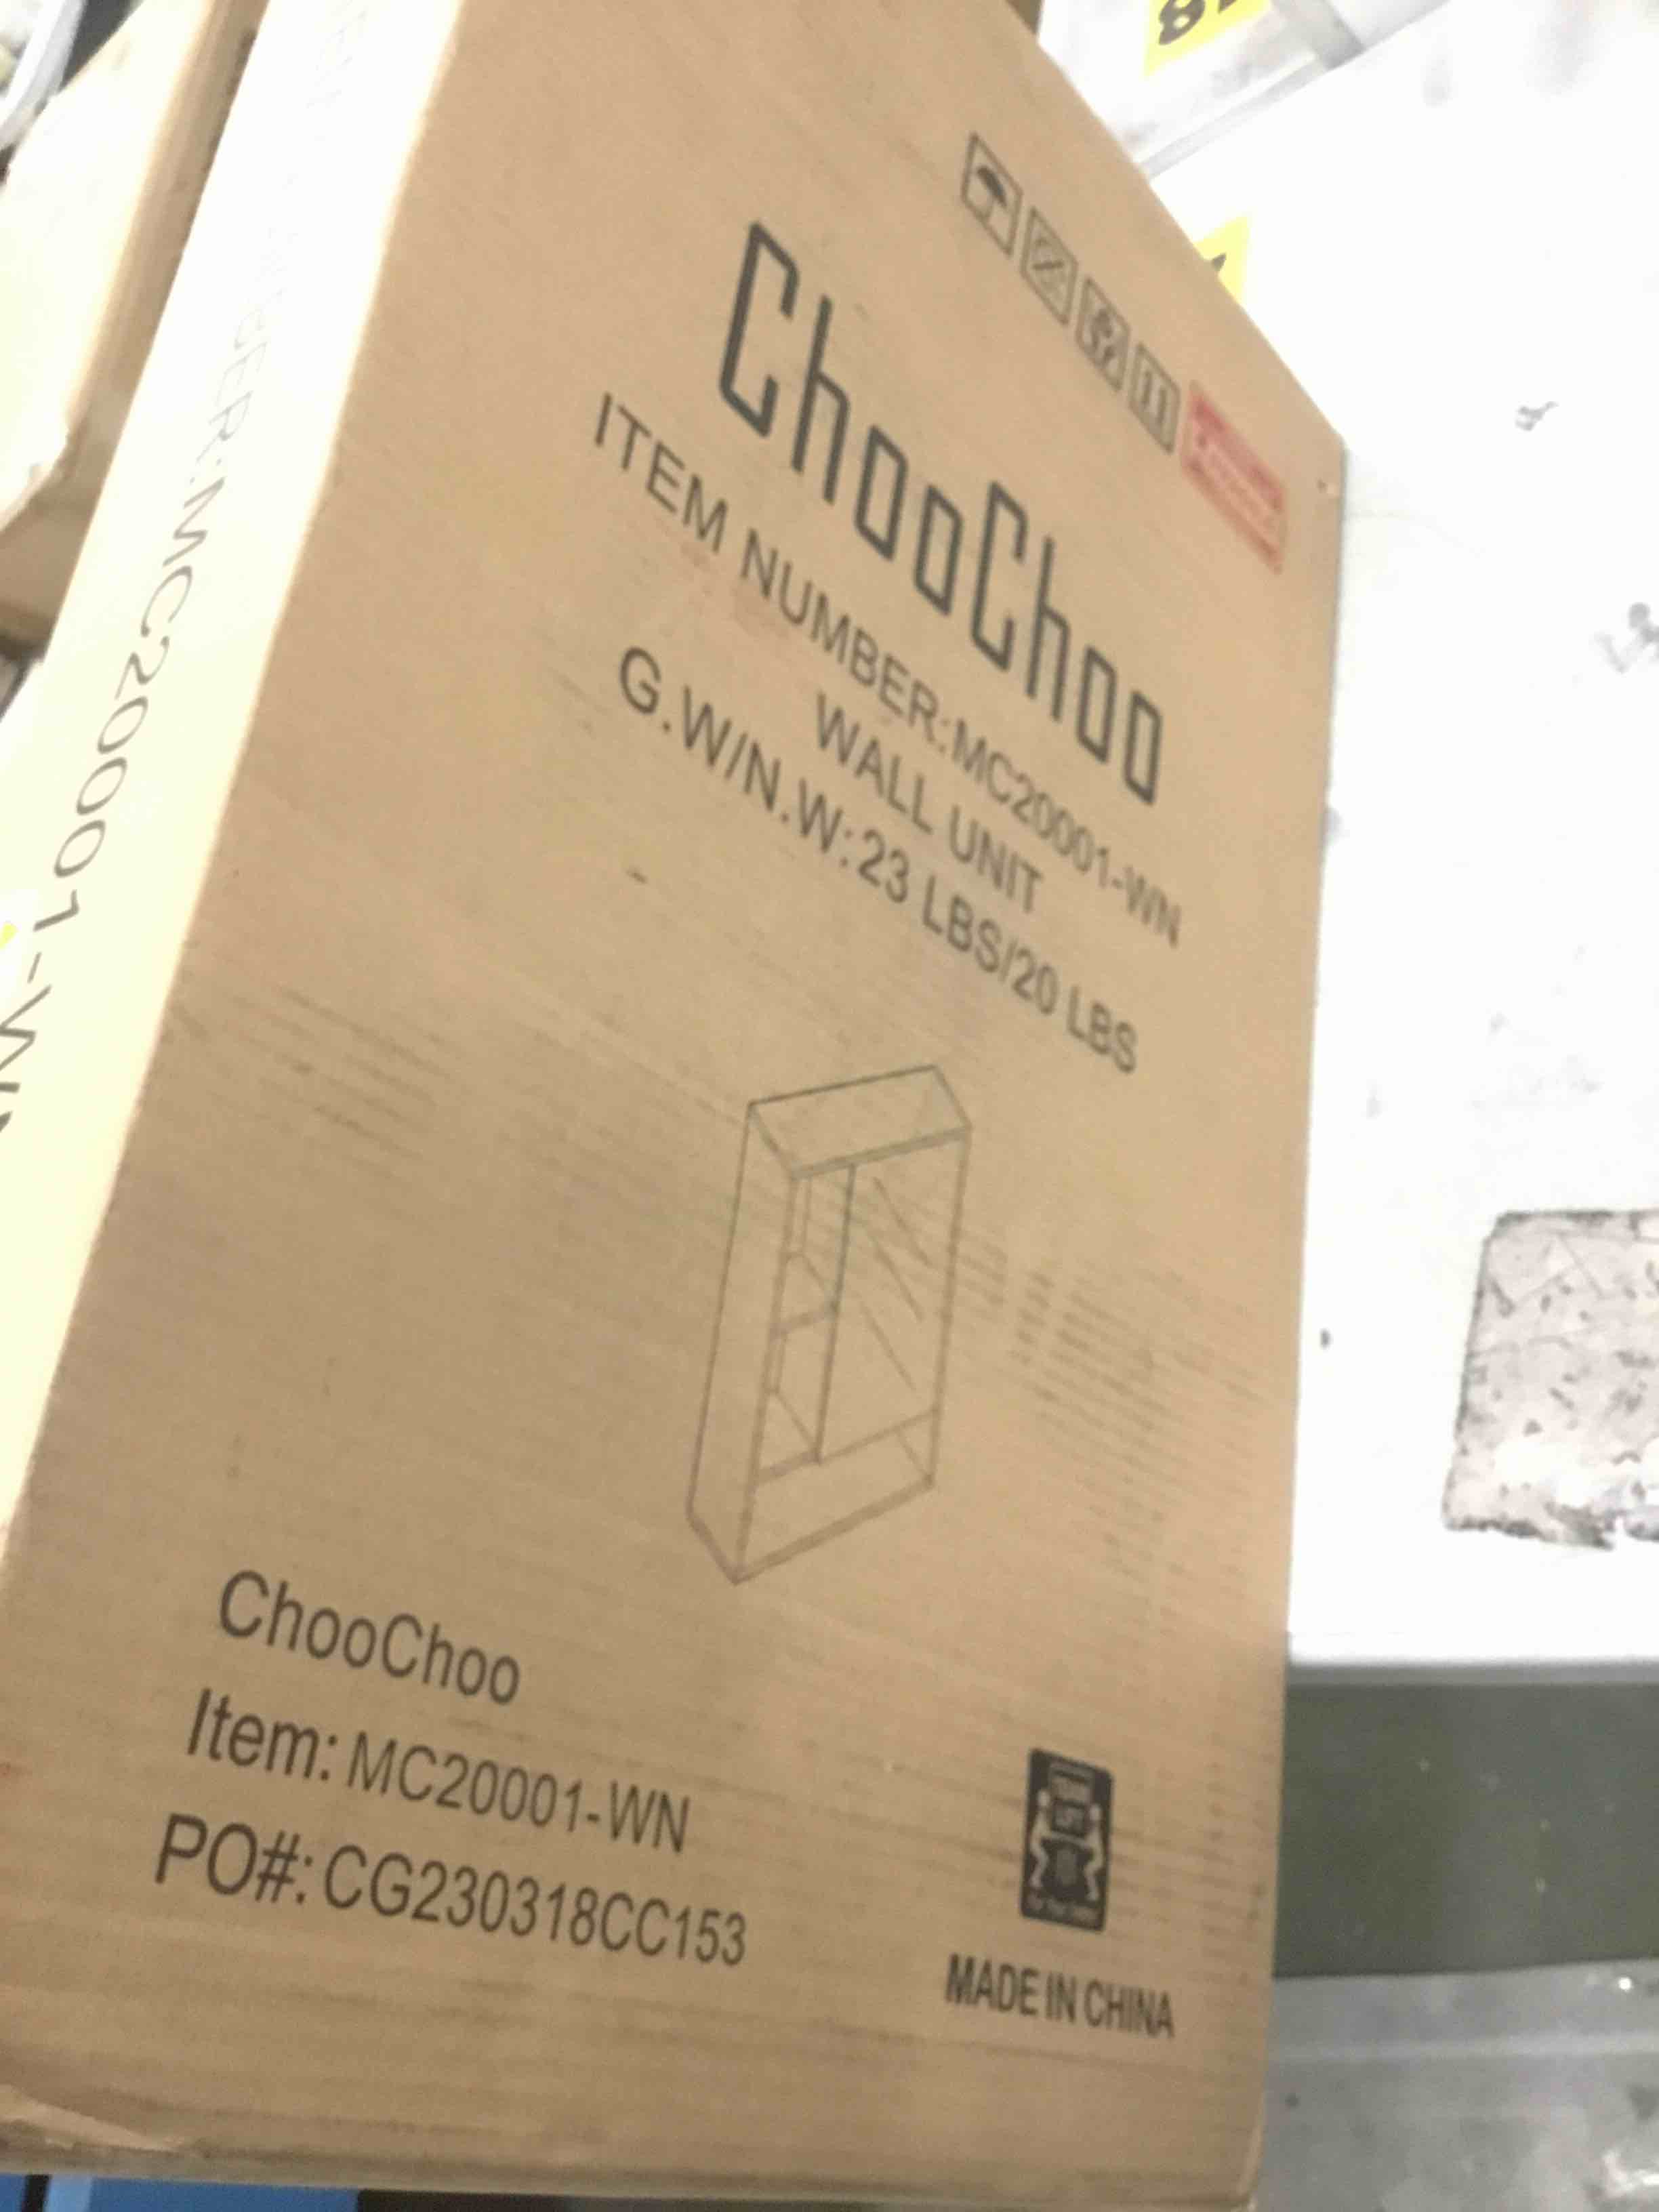 ChooChoo
ITEM NUMBER:MC20001-WN
WALL UNIT
G.W/N.W:23 LBS/20 LBS
ChooChoo
Item: MC20001-WN
PO#: CG230318CC153
MADE IN CHINA